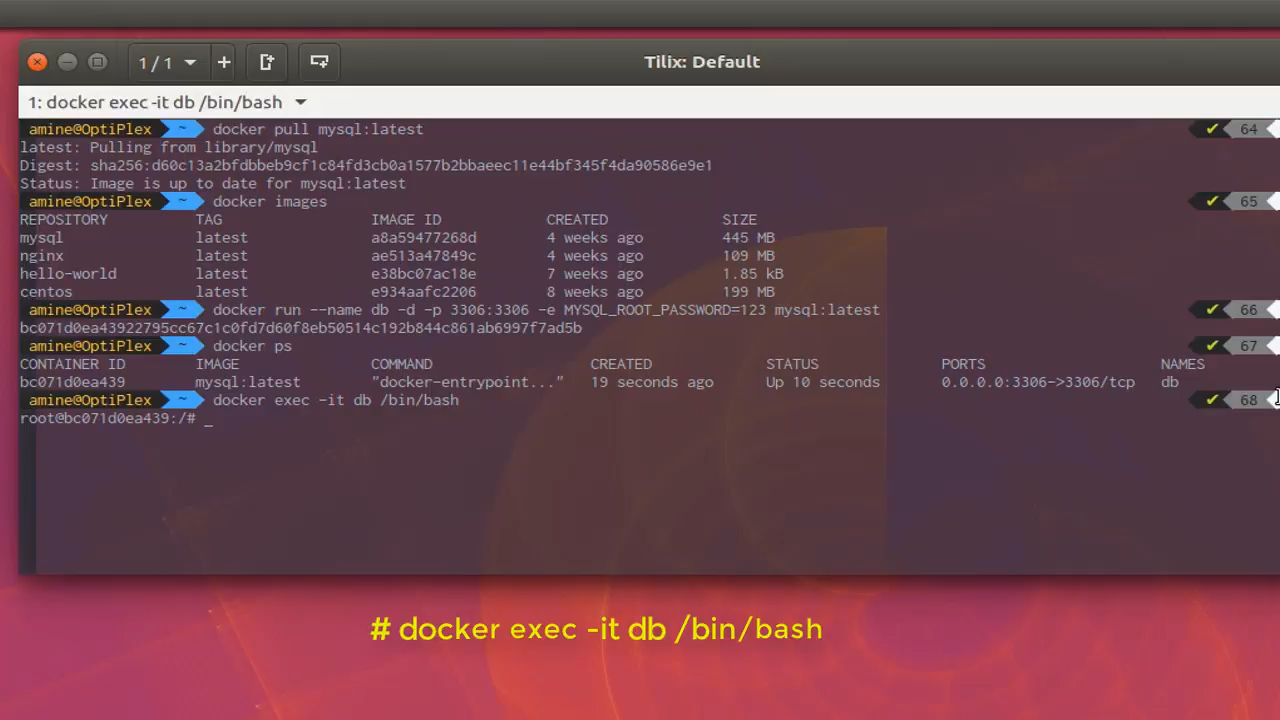 1 / 1
Tilix: Default
1: docker exec -it db /bin/bash
amine@OptiPlex ~ docker pull mysql:latest ✔ 64
latest: Pulling from library/mysql
Digest: sha256:d60c13a2bfdbbeb9cf1c84fd3cb0a1577b2bbaeec11e44bf345f4da90586e9e1
Status: Image is up to date for mysql:latest
amine@OptiPlex ~ docker images ✔ 65
REPOSITORY TAG IMAGE ID CREATED SIZE
mysql latest a8a59477268d 4 weeks ago 445 MB
nginx latest ae513a47849c 4 weeks ago 109 MB
hello-world latest e38bc07ac18e 7 weeks ago 1.85 kB
centos latest e934aafc2206 8 weeks ago 199 MB
amine@OptiPlex ~ docker run --name db -d -p 3306:3306 -e MYSQL_ROOT_PASSWORD=123 mysql:latest ✔ 66
bc071d0ea43922795cc67c1c0fd7d60f8eb50514c192b844c861ab6997f7ad5b
amine@OptiPlex ~ docker ps ✔ 67
CONTAINER ID IMAGE COMMAND CREATED STATUS PORTS NAMES
bc071d0ea439 mysql:latest "docker-entrypoint..." 19 seconds ago Up 10 seconds 0.0.0.0:3306->3306/tcp db
amine@OptiPlex ~ docker exec -it db /bin/bash ✔ 68
root@bc071d0ea439:/# _
# docker exec -it db /bin/bash